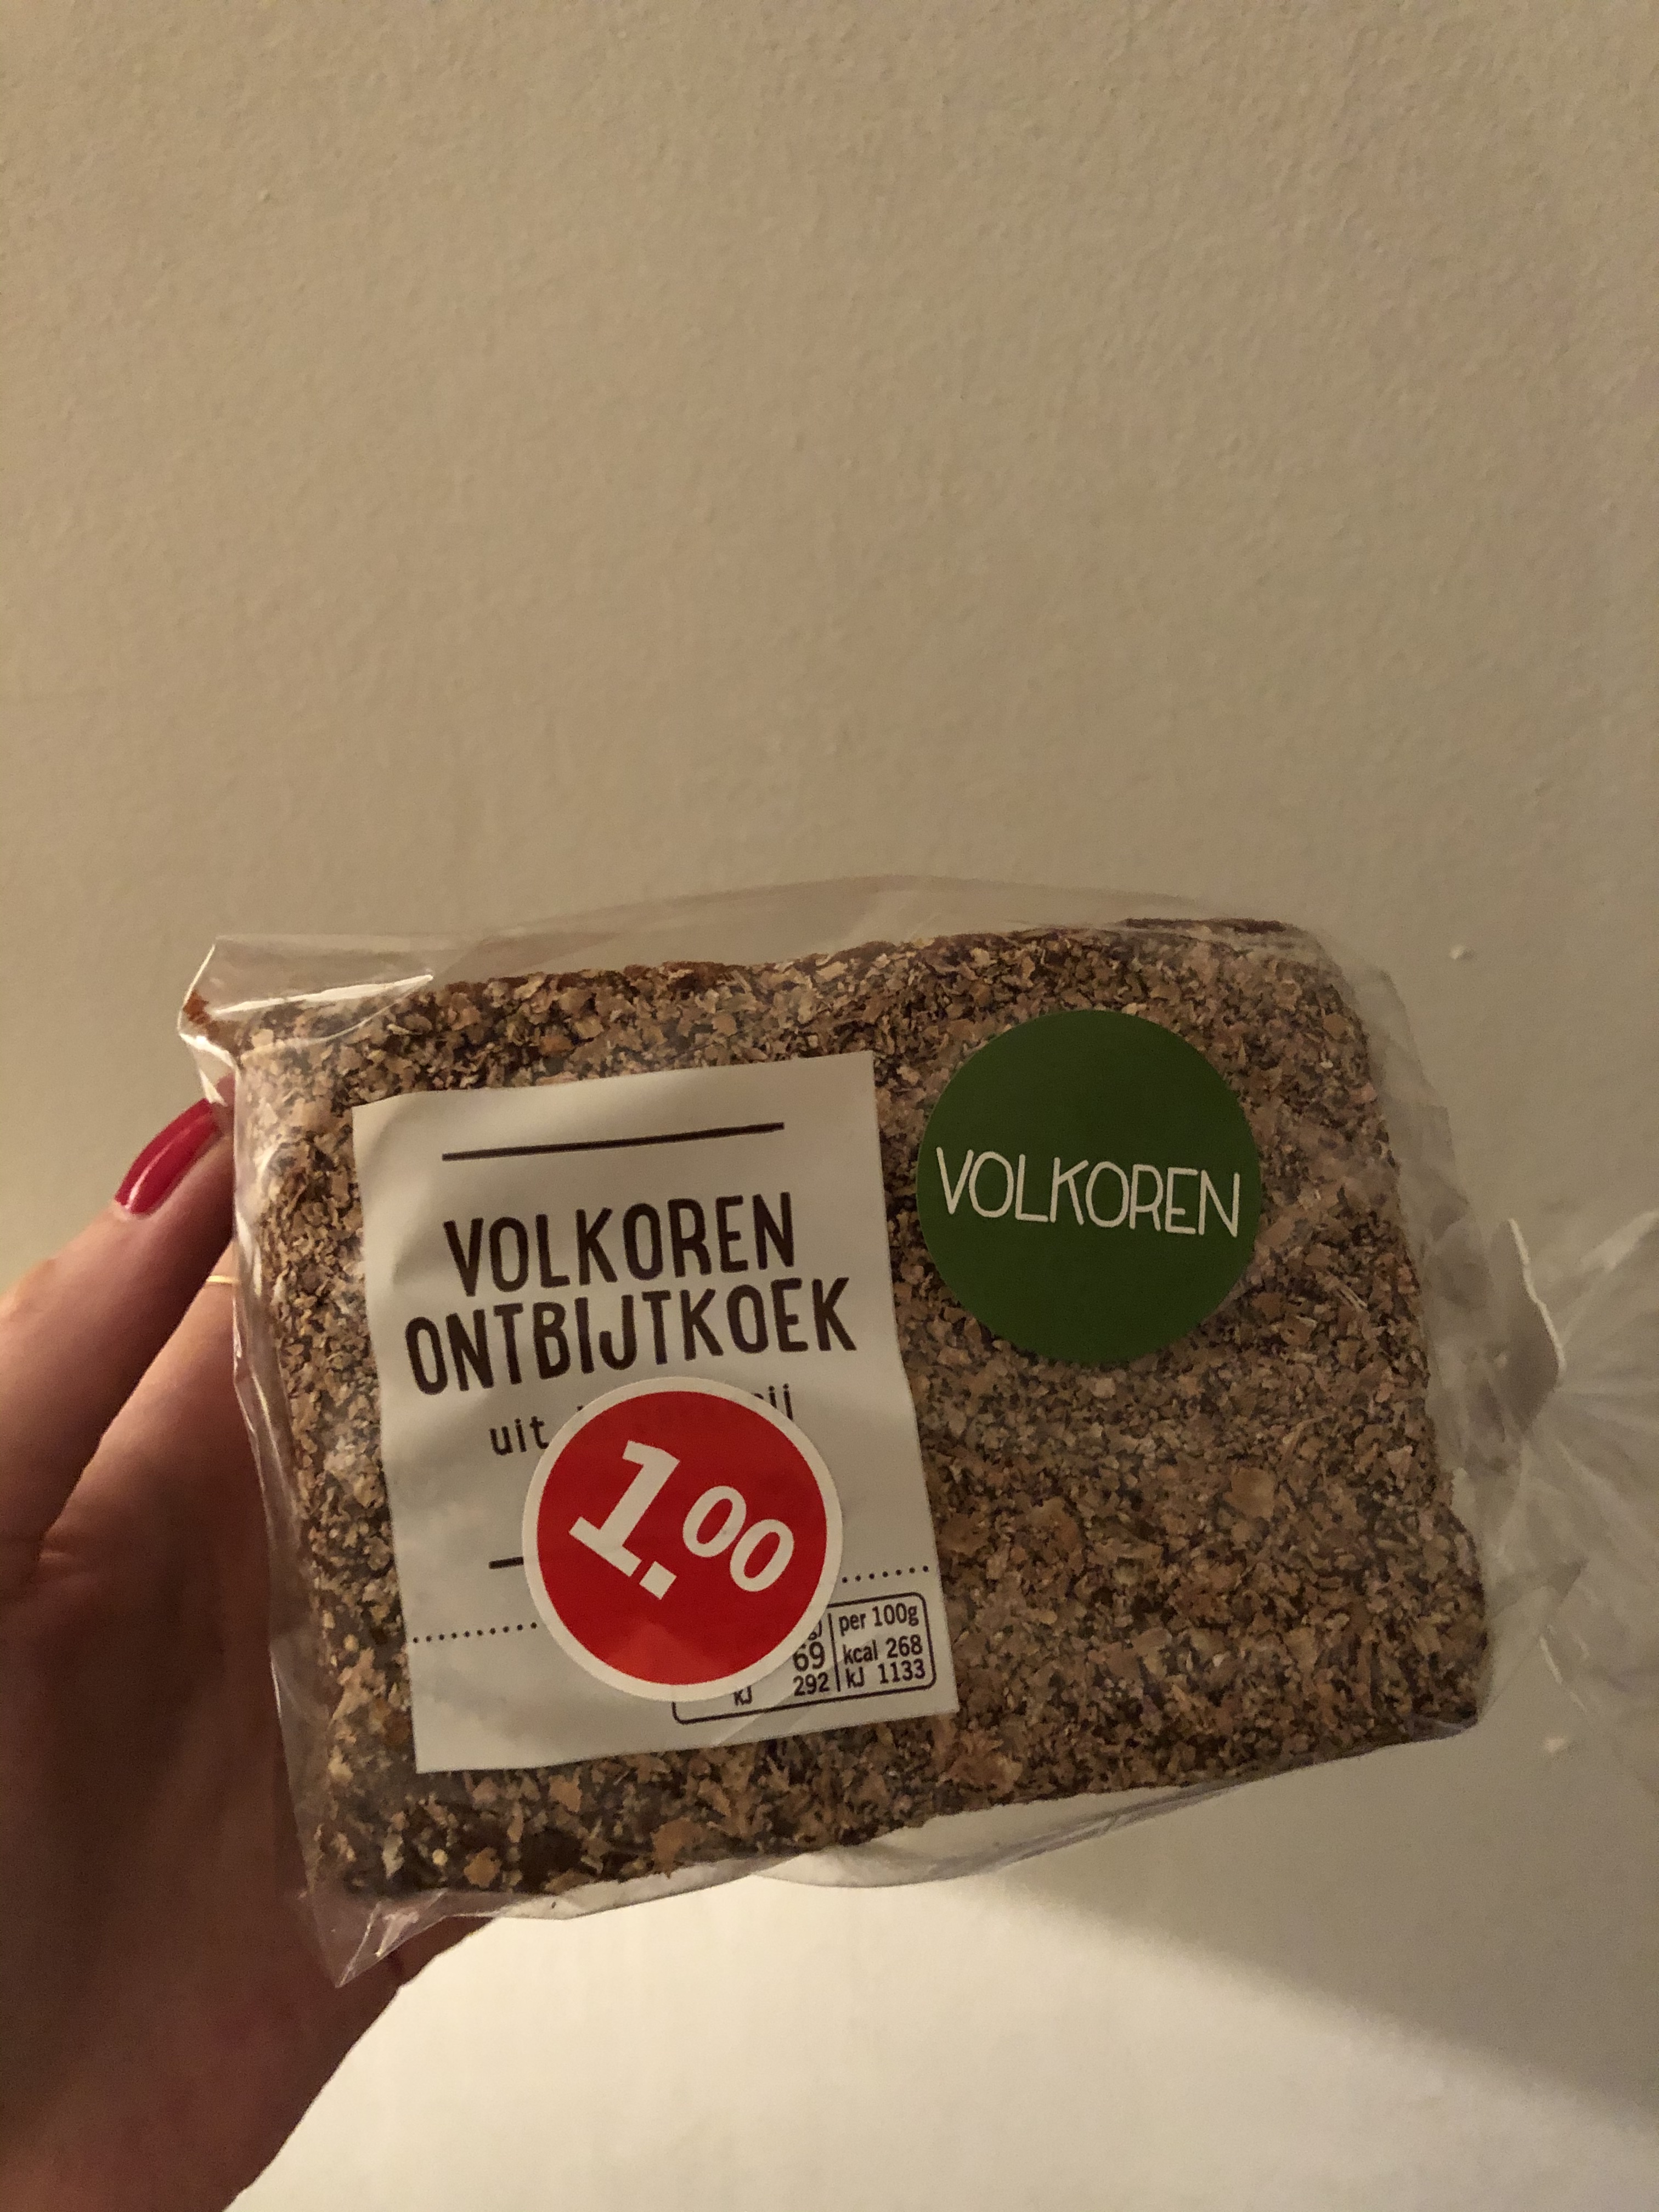 VOLKOREN
ONTBIJTKOEK
uit
1.00
per 100g
69
kcal 268
kJ
292
kJ 1133
VOLKOREN